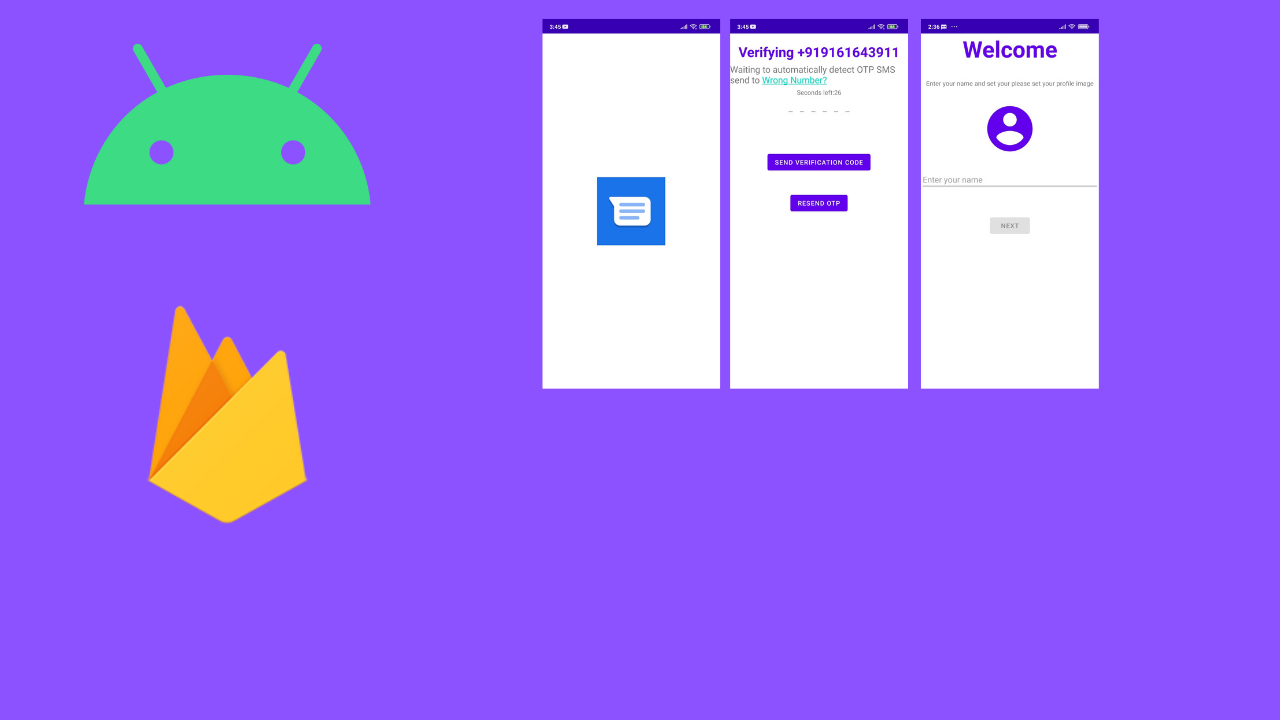 3:45
3:45
Verifying +919161643911
Waiting to automatically detect OTP SMS
send to Wrong Number?
Seconds left:26
SEND VERIFICATION CODE
RESEND OTP
2:36
Welcome
Enter your name and set your please set your profile image
Enter your name
NEXT